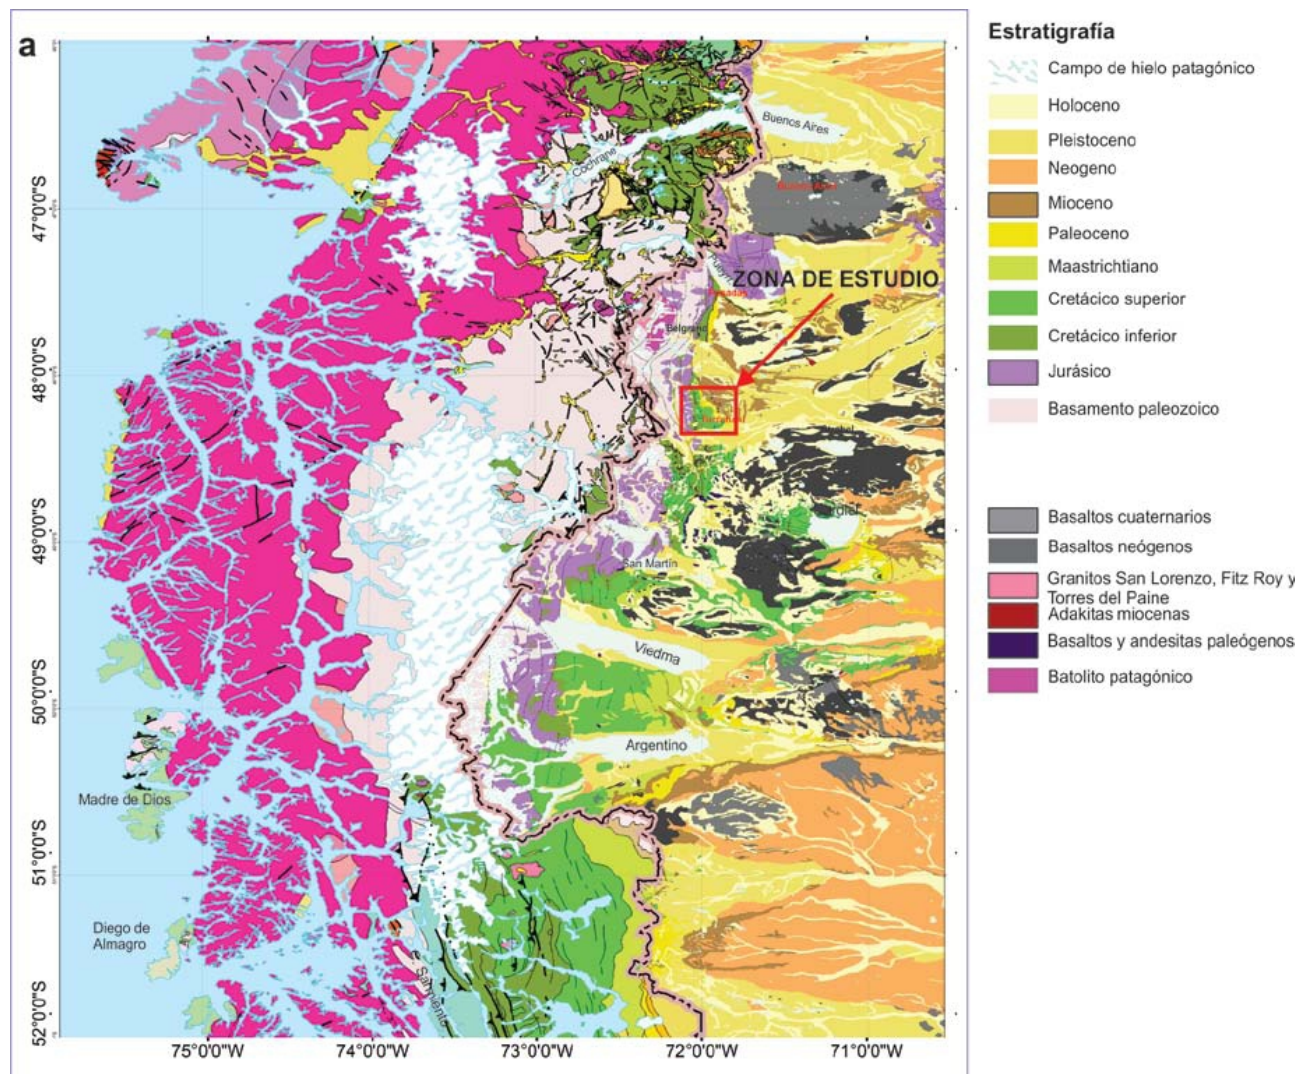 a
Estratigrafía
Campo de hielo patagónico
Holoceno
Pleistoceno
Neogeno
Mioceno
Paleoceno
Maastrichtiano
Cretácico superior
Cretácico inferior
Jurásico
Basamento paleozoico
Basaltos cuaternarios
Basaltos neógenos
Granitos San Lorenzo, Fitz Roy y
Torres del Paine
Adakitas miocenas
Basaltos y andesitas paleógenos
Batolito patagónico
Buenos Aires
Cochrane
ZONA DE ESTUDIO
Belgrano
San Martín
Viedma
Argentino
Madre de Dios
Diego de
Almagro
Sarmiento
47°0'0"S
48°0'0"S
49°0'0"S
50°0'0"S
51°0'0"S
52°0'0"S
75°0'0"W
74°0'0"W
73°0'0"W
72°0'0"W
71°0'0"W